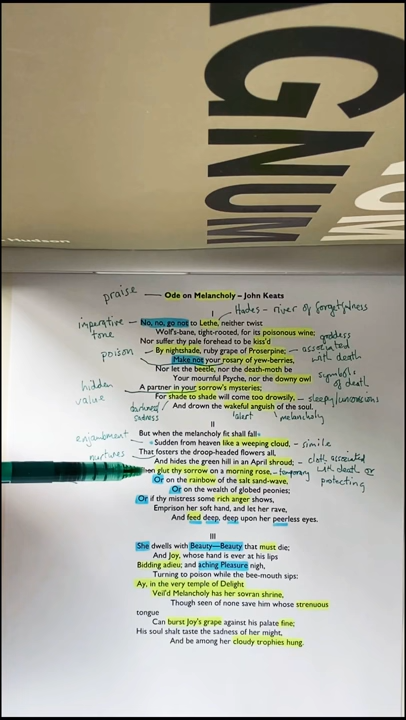 AGNUM
UM
Hudson
praise
Ode on Melancholy – John Keats
Hades - river of forgetfulness
I
imperative tone
No, no, go not to Lethe, neither twist
Wolf's-bane, tight-rooted, for its poisonous wine;
Nor suffer thy pale forehead to be kiss'd
goddess associated with death
poison
By nightshade, ruby grape of Proserpine;
Make not your rosary of yew-berries,
Nor let the beetle, nor the death-moth be
symbols of death
Your mournful Psyche, nor the downy owl
hidden value
A partner in your sorrow's mysteries;
For shade to shade will come too drowsily,
sleepy/unconscious
darkness/sadness
And drown the wakeful anguish of the soul.
alert
melancholy
II
But when the melancholy fit shall fall
enjambment
Sudden from heaven like a weeping cloud,
simile
nurtures
That fosters the droop-headed flowers all,
And hides the green hill in an April shroud;
cloth associated with death or protecting
glut thy sorrow on a morning rose,
temporary
Or on the rainbow of the salt sand-wave,
Or on the wealth of globed peonies;
Or if thy mistress some rich anger shows,
Emprison her soft hand, and let her rave,
And feed deep, deep upon her peerless eyes.
III
She dwells with Beauty—Beauty that must die;
And Joy, whose hand is ever at his lips
Bidding adieu; and aching Pleasure nigh,
Turning to poison while the bee-mouth sips:
Ay, in the very temple of Delight
Veil'd Melancholy has her sovran shrine,
Though seen of none save him whose strenuous
tongue
Can burst Joy's grape against his palate fine;
His soul shalt taste the sadness of her might,
And be among her cloudy trophies hung.